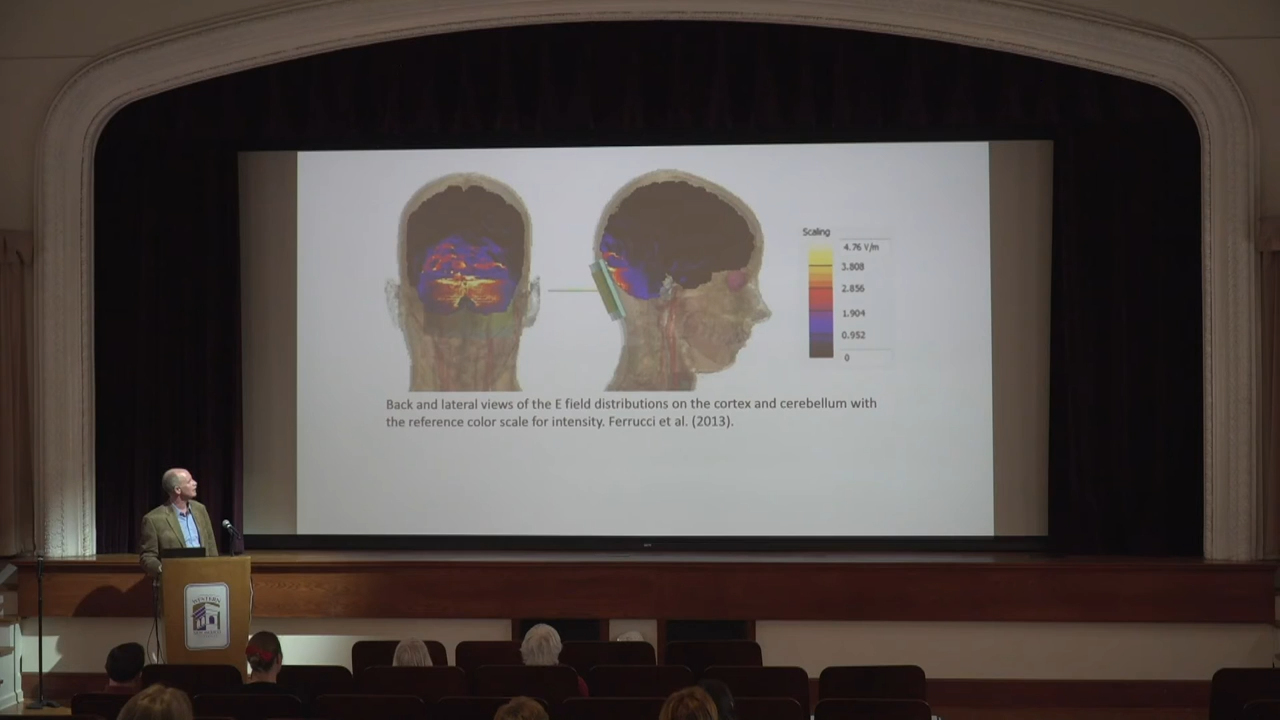 Scaling
4.76 V/m
3.808
2.856
1.904
0.952
0
Back and lateral views of the E field distributions on the cortex and cerebellum with
the reference color scale for intensity. Ferrucci et al. (2013).
WESTERN